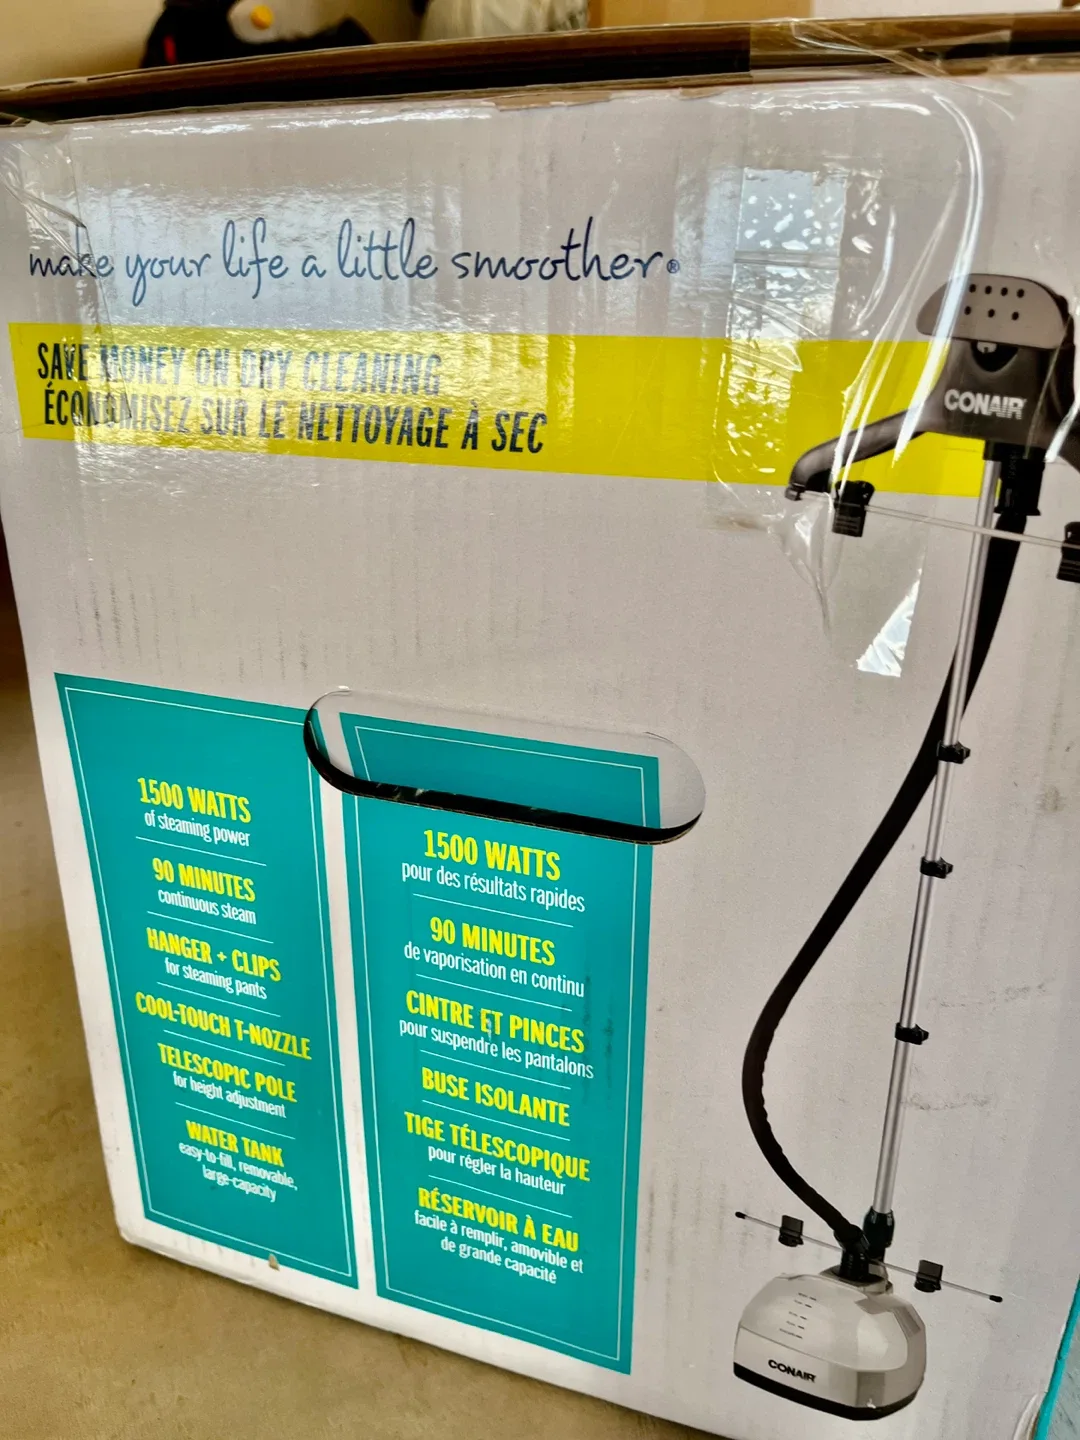 make your life a little smoother®
SAVE MONEY ON DRY CLEANING
ÉCONOMISEZ SUR LE NETTOYAGE À SEC
CONAIR
1500 WATTS
of steaming power
90 MINUTES
continuous steam
HANGER + CLIPS
for steaming pants
COOL-TOUCH T-NOZZLE
TELESCOPIC POLE
for height adjustment
WATER TANK
easy-to-fill, removable,
large-capacity
1500 WATTS
pour des résultats rapides
90 MINUTES
de vaporisation en continu
CINTRE ET PINCES
pour suspendre les pantalons
BUSE ISOLANTE
TIGE TÉLESCOPIQUE
pour régler la hauteur
RÉSERVOIR À EAU
facile à remplir, amovible et
de grande capacité
CONAIR